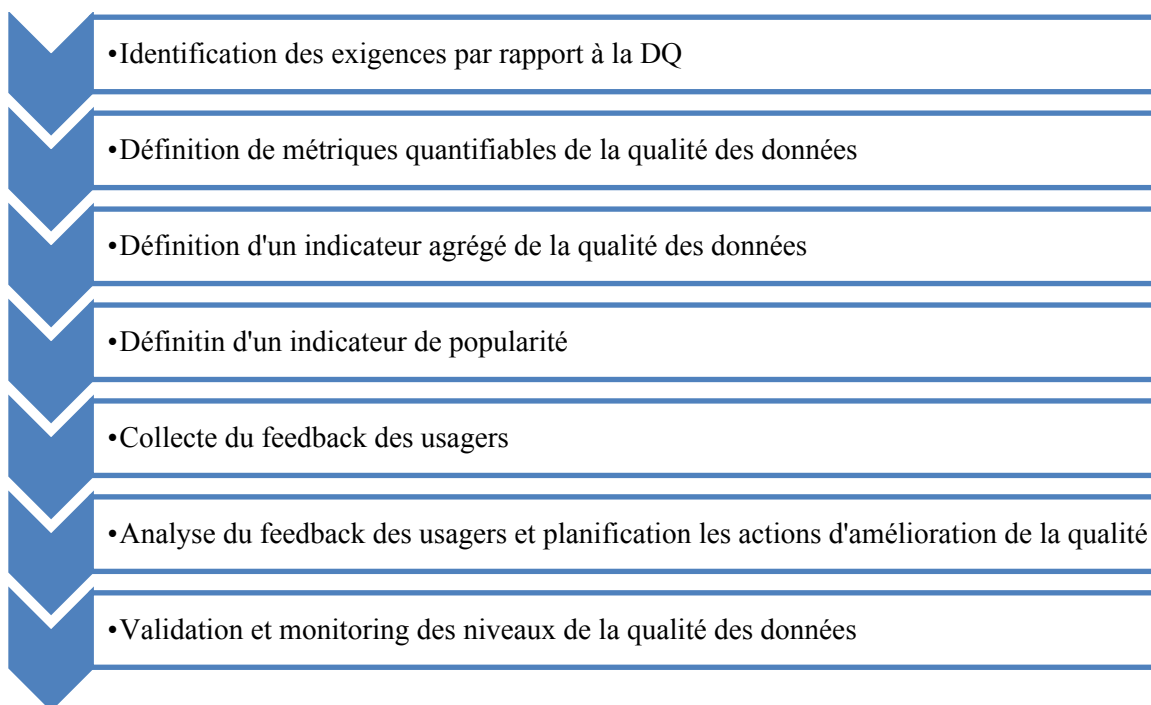 •Identification des exigences par rapport à la DQ
•Définition de métriques quantifiables de la qualité des données
•Définition d'un indicateur agrégé de la qualité des données
•Définitin d'un indicateur de popularité
•Collecte du feedback des usagers
•Analyse du feedback des usagers et planification les actions d'amélioration de la qualité
•Validation et monitoring des niveaux de la qualité des données